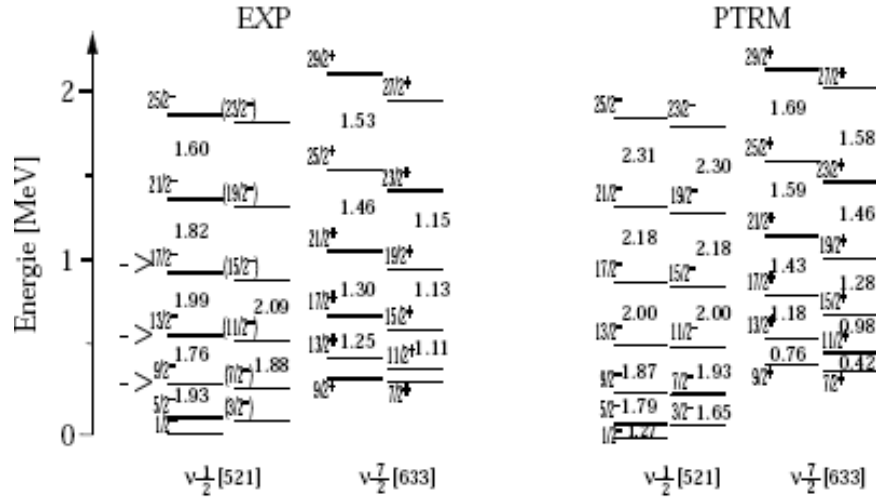 EXP PTRM
29/2+ 29/2+
27/2+ 27/2+
2
25/2- (23/2-) 25/2- 23/2-
1.53 1.69
1.60 1.58
25/2+ 2.31 2.30 25/2+
23/2+ 23/2+
21/2- (19/2-) 21/2- 19/2-
1.46 1.59
1.82 1.15 1.46
21/2+ 2.18 2.18 21/2+
19/2+ 19/2+
1 17/2- (15/2-) 17/2- 15/2-
1.43
1.99 2.09 1.30 1.13 2.00 2.00 1.28
17/2+ 15/2+ 17/2+ 15/2+
13/2- (11/2-) 13/2- 11/2-
1.25 1.18 0.98
13/2+ 11/2+ 1.11 13/2+ 11/2+
1.76 1.88 1.87 1.93 0.76 0.42
9/2- (7/2-) 9/2- 7/2-
9/2+ 7/2+ 9/2+ 7/2+
1.93 1.79 1.65
5/2- (3/2-) 5/2- 3/2-
1/2- 1/2- 1.27
0
Energie [MeV]
ν 1/2 [521] ν 7/2 [633] ν 1/2 [521] ν 7/2 [633]